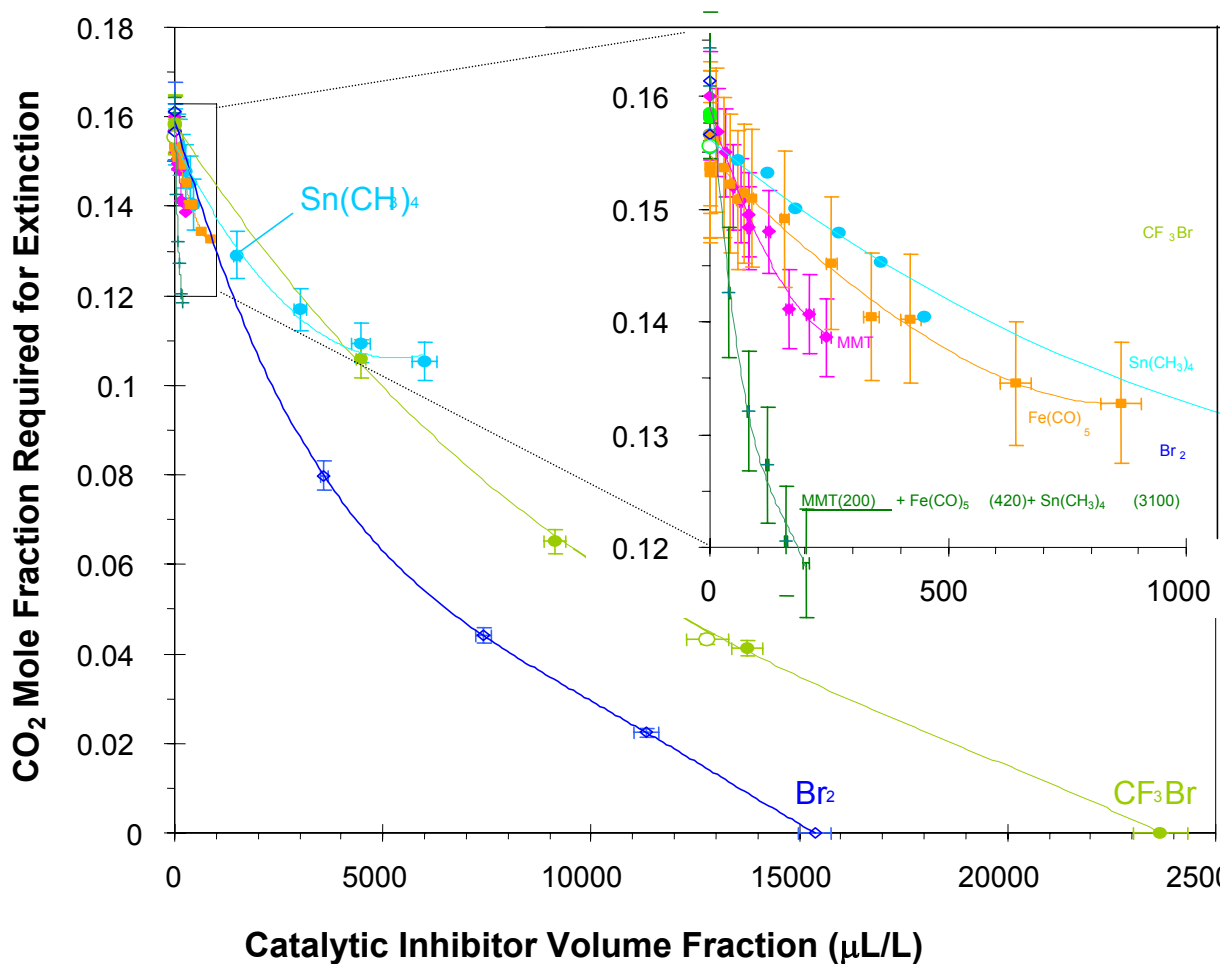 CO2 Mole Fraction Required for Extinction
0.18
0.16
0.14
0.12
0.1
0.08
0.06
0.04
0.02
0
Sn(CH3)4
Br2
CF3Br
0
5000
10000
15000
20000
2500
Catalytic Inhibitor Volume Fraction (μL/L)
0.16
0.15
0.14
0.13
0.12
CF3Br
MMT
Sn(CH3)4
Fe(CO)5
Br2
MMT(200) + Fe(CO)5 (420)+ Sn(CH3)4 (3100)
0
500
1000